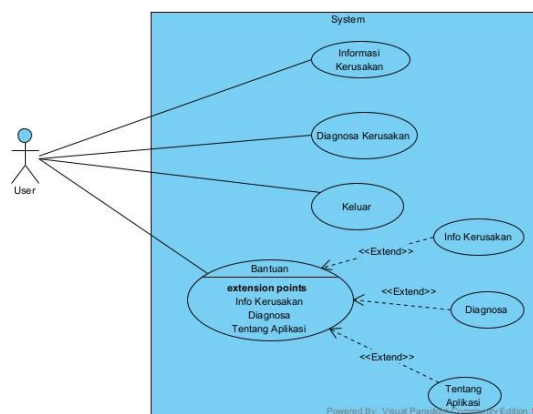 System
Informasi
Kerusakan
Diagnosa Kerusakan
User
Keluar
Info Kerusakan
<<Extend>>
Bantuan
extension points
Info Kerusakan
Diagnosa
Tentang Aplikasi
<<Extend>>
Diagnosa
<<Extend>>
Tentang
Aplikasi
Powered By Visual Paradigm Community Edition